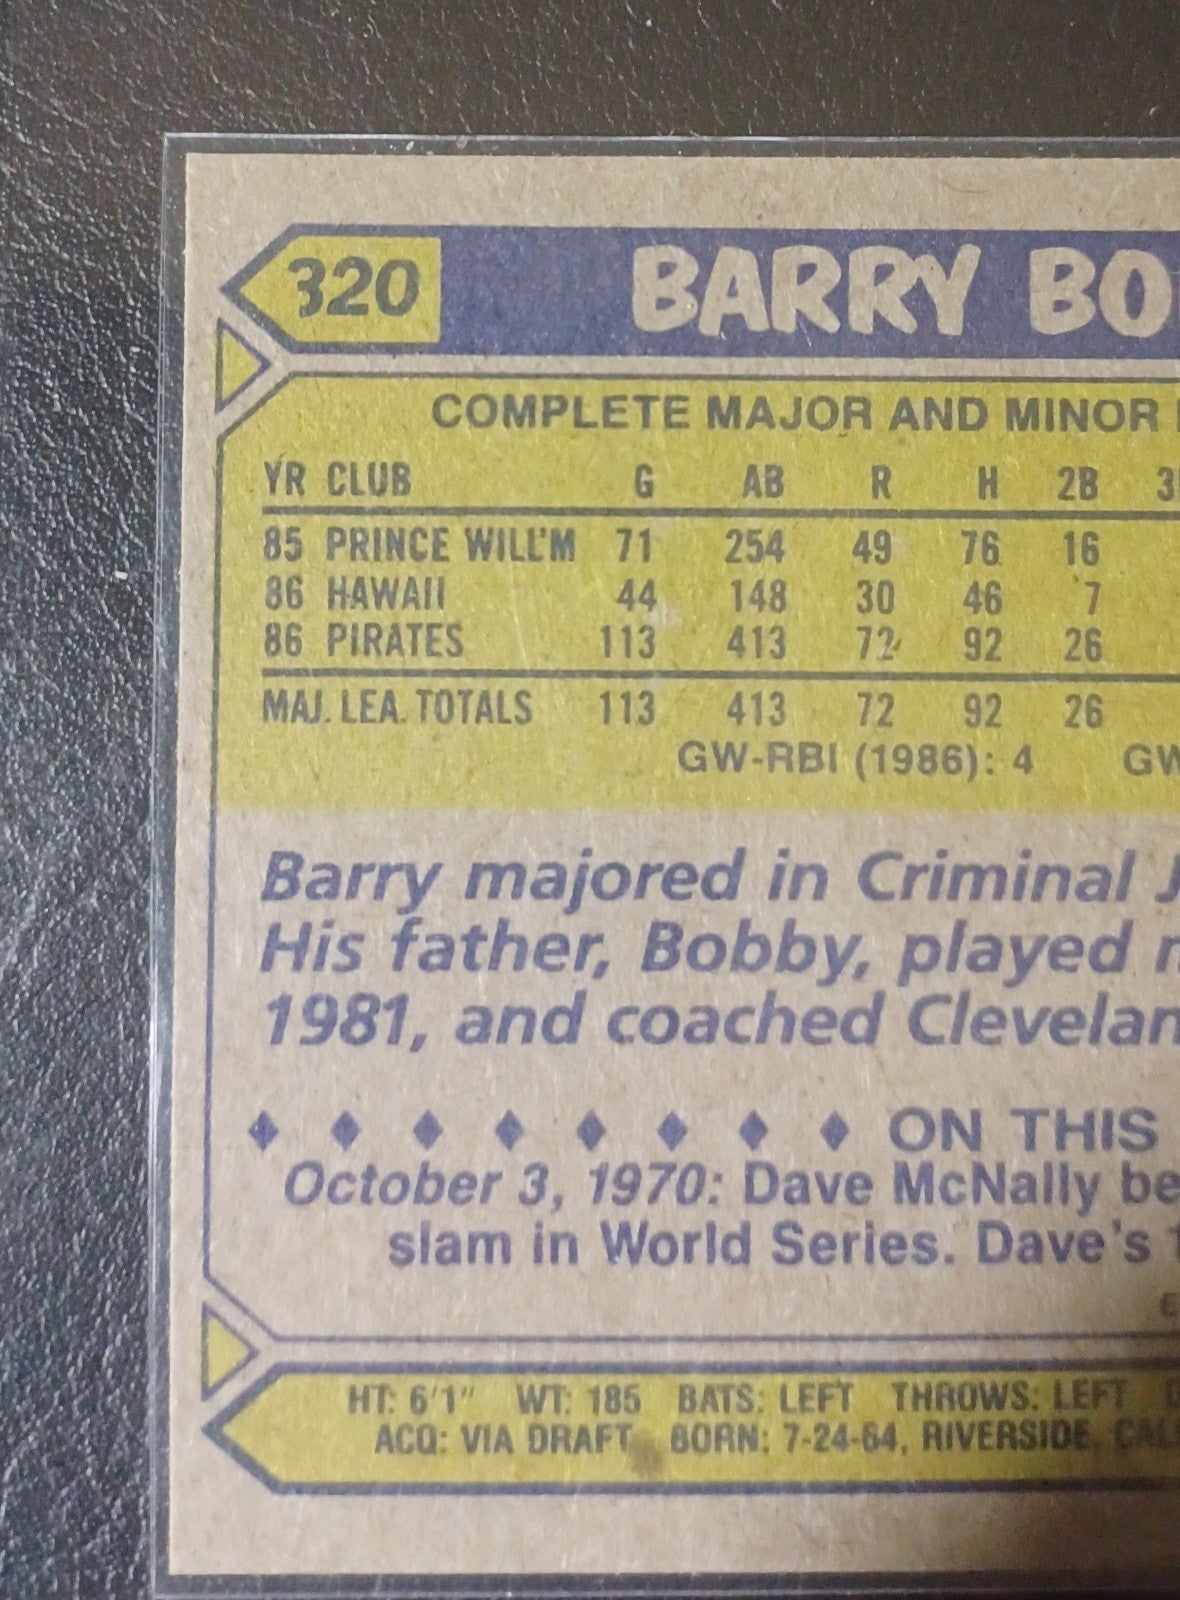 320 BARRY BO
COMPLETE MAJOR AND MINOR
YR CLUB G AB R H 2B 3
85 PRINCE WILL'M 71 254 49 76 16
86 HAWAII 44 148 30 46 7
86 PIRATES 113 413 72 92 26
MAJ. LEA. TOTALS 113 413 72 92 26
GW-RBI (1986): 4 GW
Barry majored in Criminal J
His father, Bobby, played
1981, and coached Clevelan
♦ ♦ ♦ ♦ ♦ ♦ ♦ ♦ ON THIS
October 3, 1970: Dave McNally be
slam in World Series. Dave's 1
HT: 6'1" WT: 185 BATS: LEFT THROWS: LEFT
ACQ: VIA DRAFT BORN: 7-24-64, RIVERSIDE, CAL